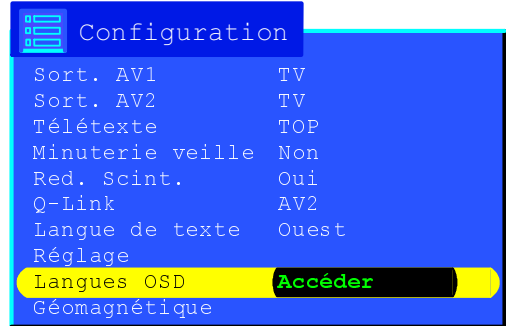 Configuration
Sort. AV1 TV
Sort. AV2 TV
Télétexte TOP
Minuterie veille Non
Red. Scint. Oui
Q-Link AV2
Langue de texte Ouest
Réglage
Langues OSD Accéder
Géomagnétique